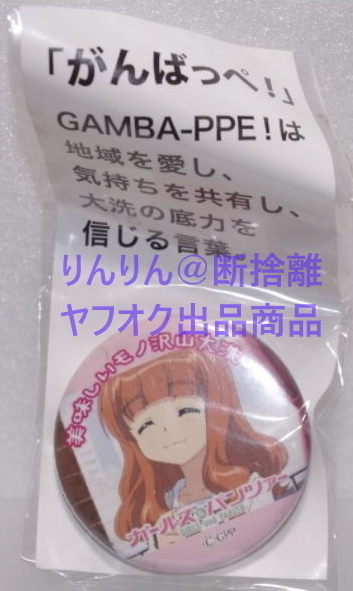 「がんばっぺ!」
GAMBA-PPE!は
地域を愛し、
気持ちを共有し、
大洗の底力を
信じる言葉。
りんりん@断捨離
ヤフオク出品商品
美味しいモノ沢山大洗
ガールズ&パンツァー
GIRLS und PANZER
©GPP